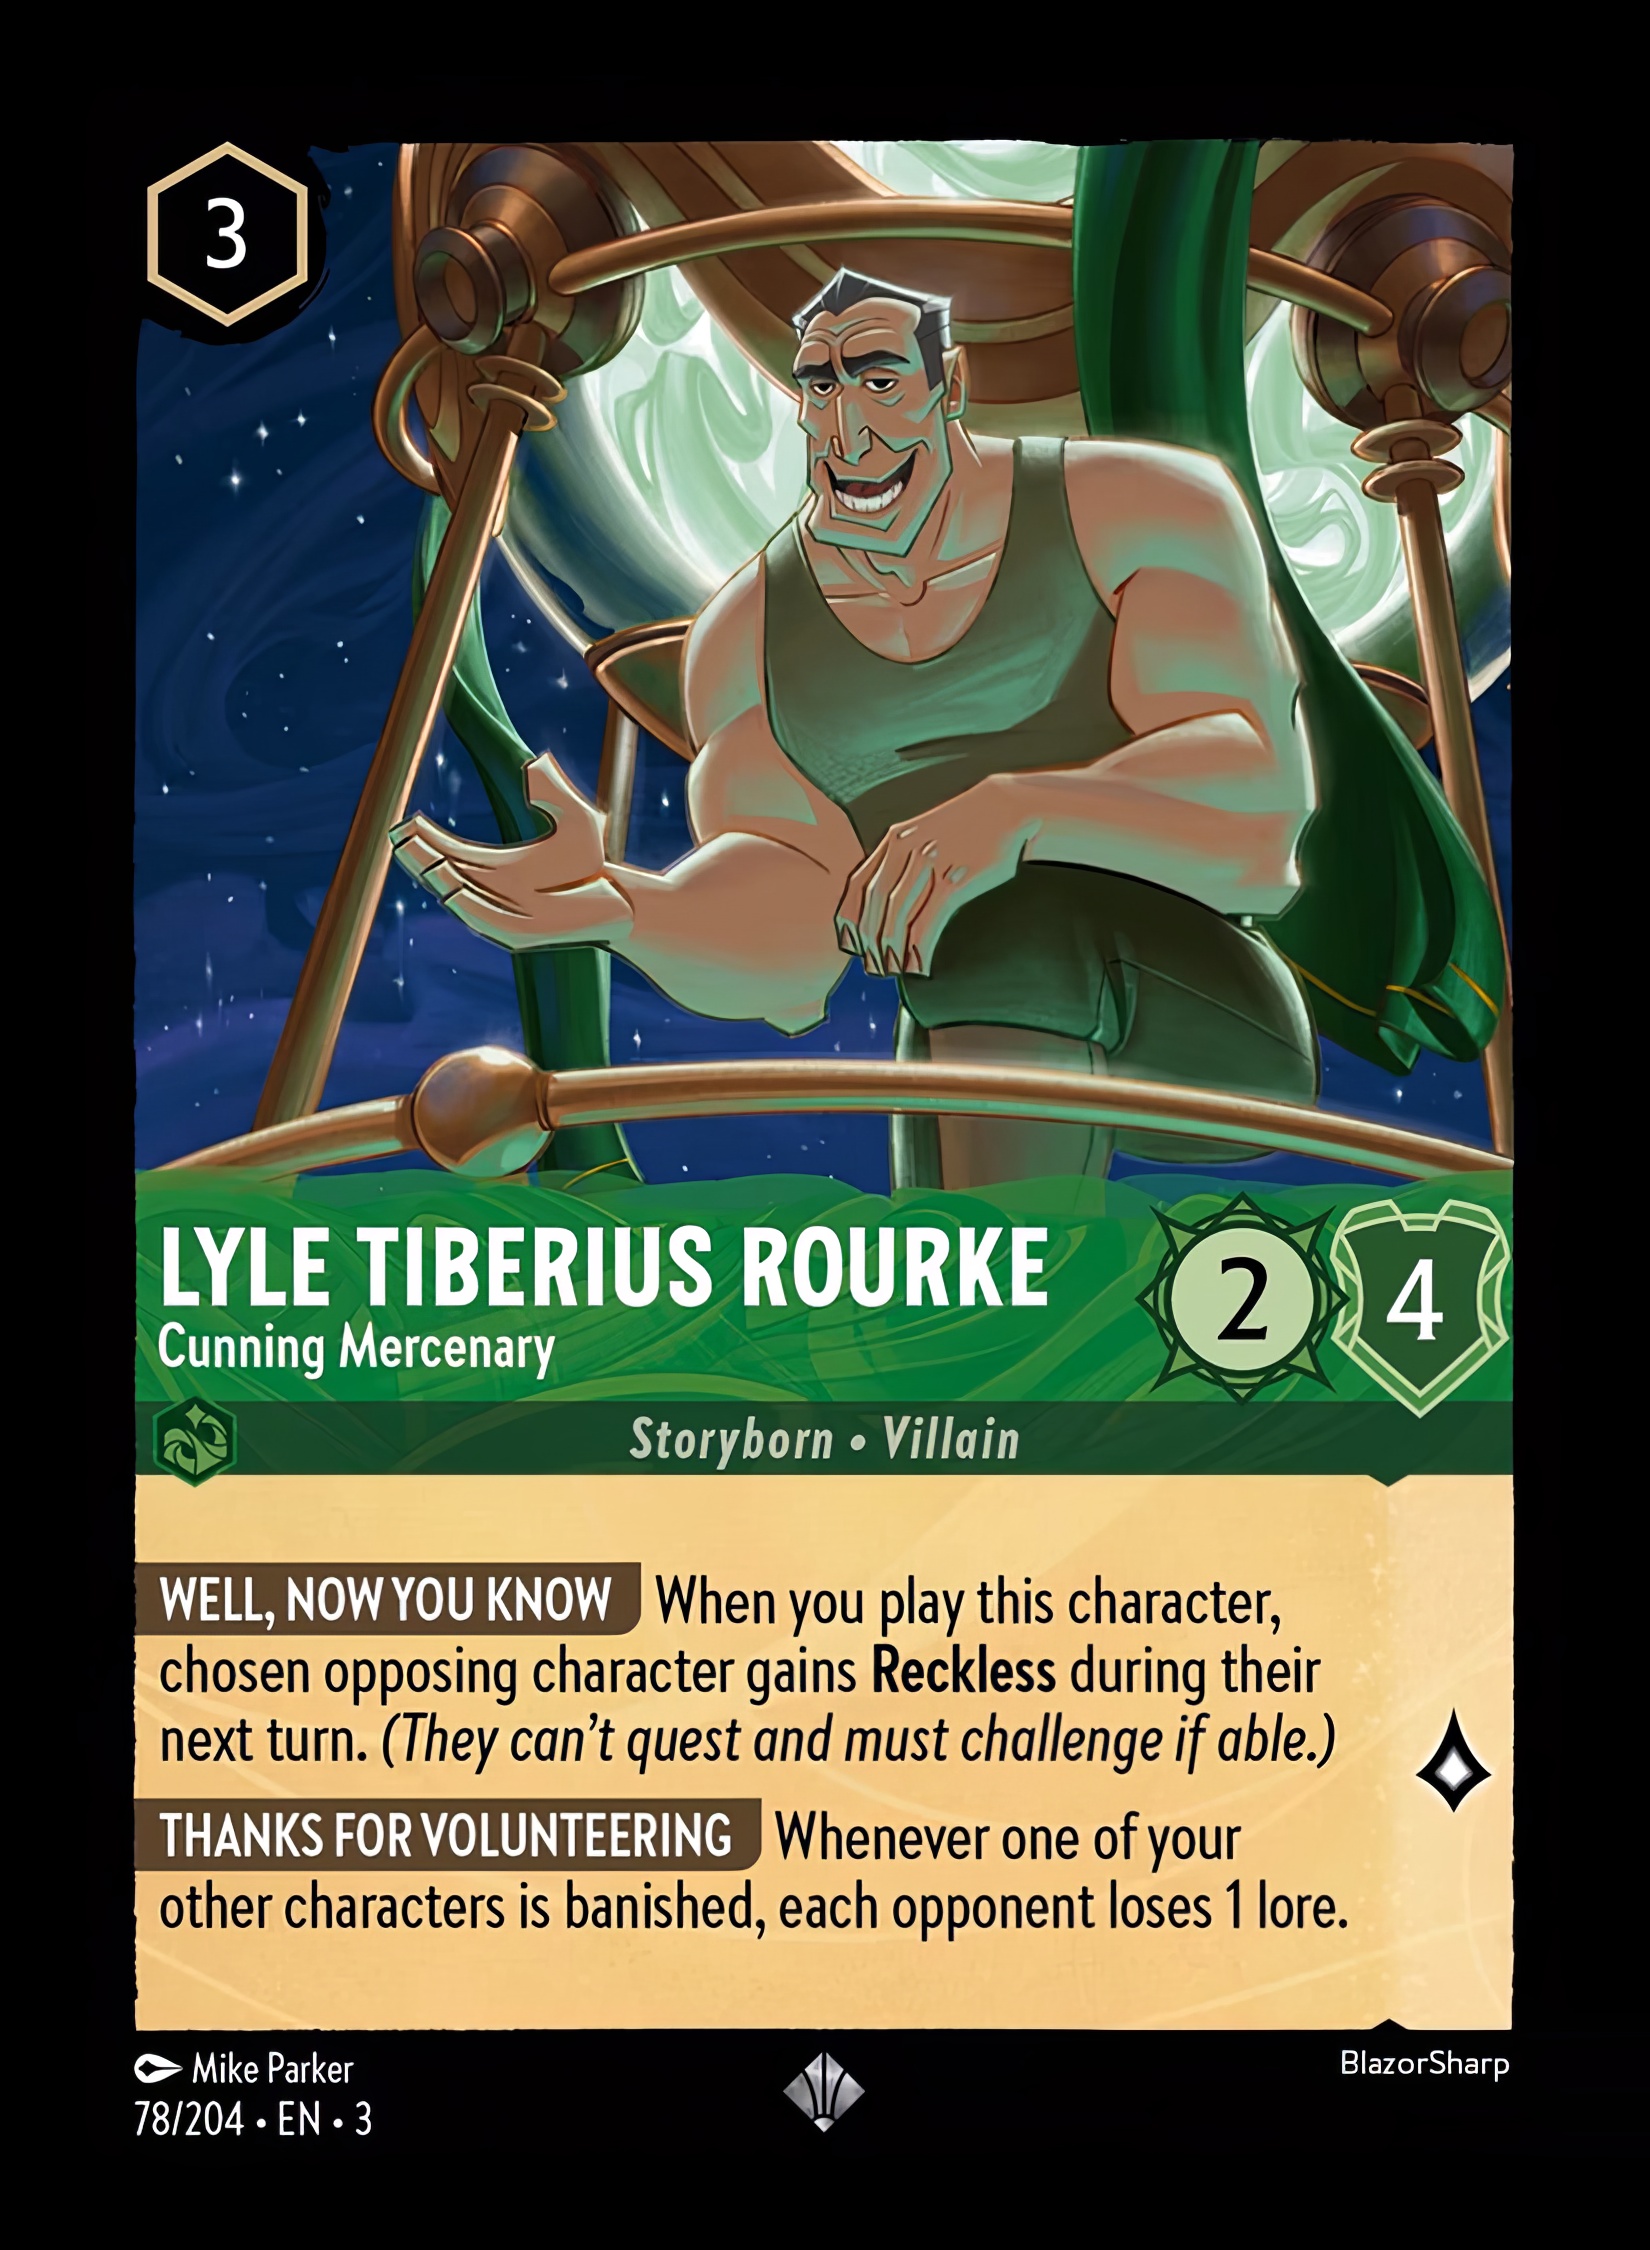 3
LYLE TIBERIUS ROURKE
2
4
Cunning Mercenary
Storyborn • Villain
WELL, NOW YOU KNOW When you play this character,
chosen opposing character gains Reckless during their
next turn. (They can't quest and must challenge if able.)
THANKS FOR VOLUNTEERING Whenever one of your
other characters is banished, each opponent loses 1 lore.
Mike Parker
BlazorSharp
78/204 • EN • 3